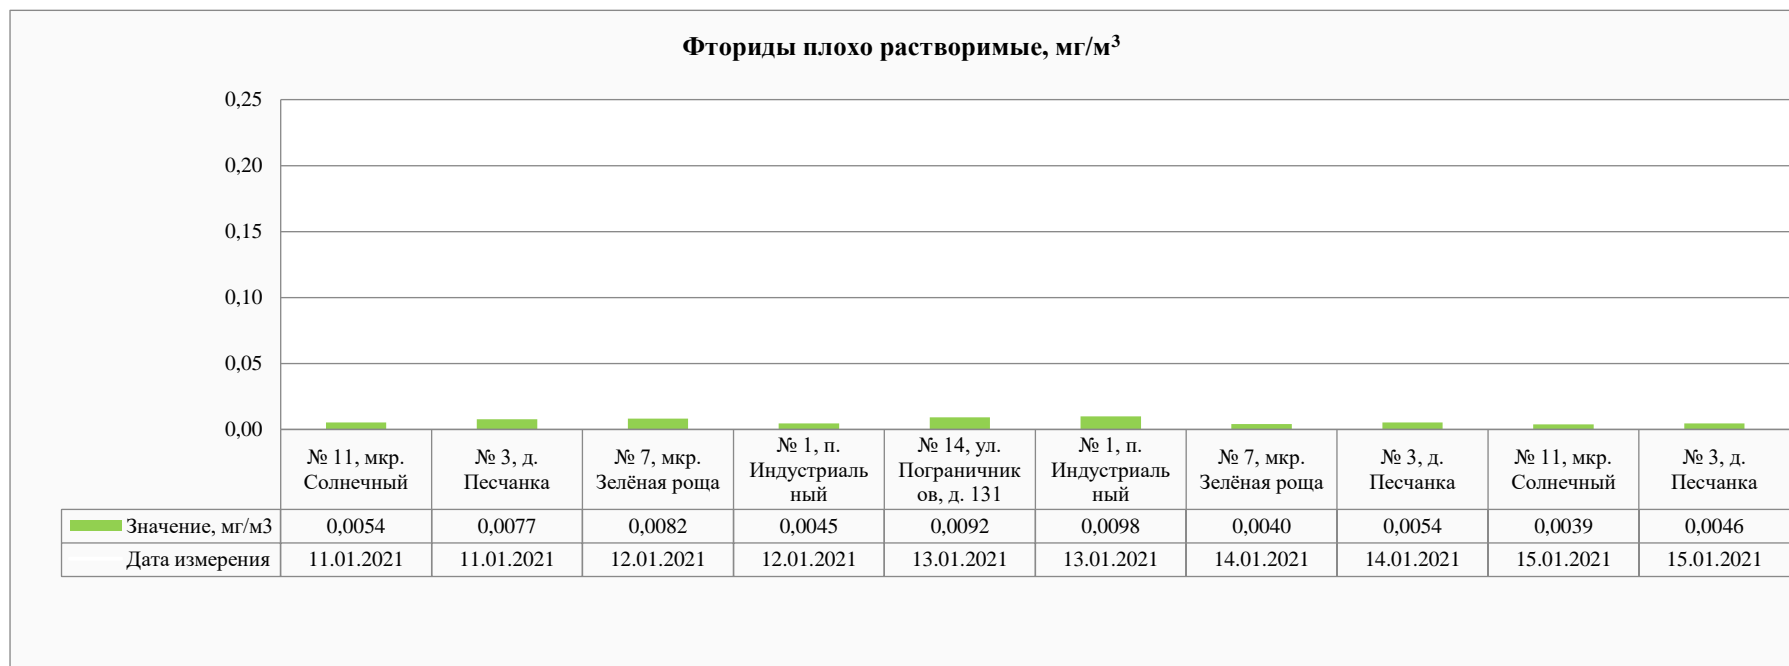 Фториды плохо растворимые, мг/м³
0,25
0,20
0,15
0,10
0,05
0,00
№ 11, мкр. Солнечный
№ 3, д. Песчанка
№ 7, мкр. Зелёная роща
№ 1, п. Индустриаль
ный
№ 14, ул. Пограничник
ов, д. 131
№ 1, п. Индустриаль
ный
№ 7, мкр. Зелёная роща
№ 3, д. Песчанка
№ 11, мкр. Солнечный
№ 3, д. Песчанка
Значение, мг/м3 0,0054 0,0077 0,0082 0,0045 0,0092 0,0098 0,0040 0,0054 0,0039 0,0046
Дата измерения 11.01.2021 11.01.2021 12.01.2021 12.01.2021 13.01.2021 13.01.2021 14.01.2021 14.01.2021 15.01.2021 15.01.2021